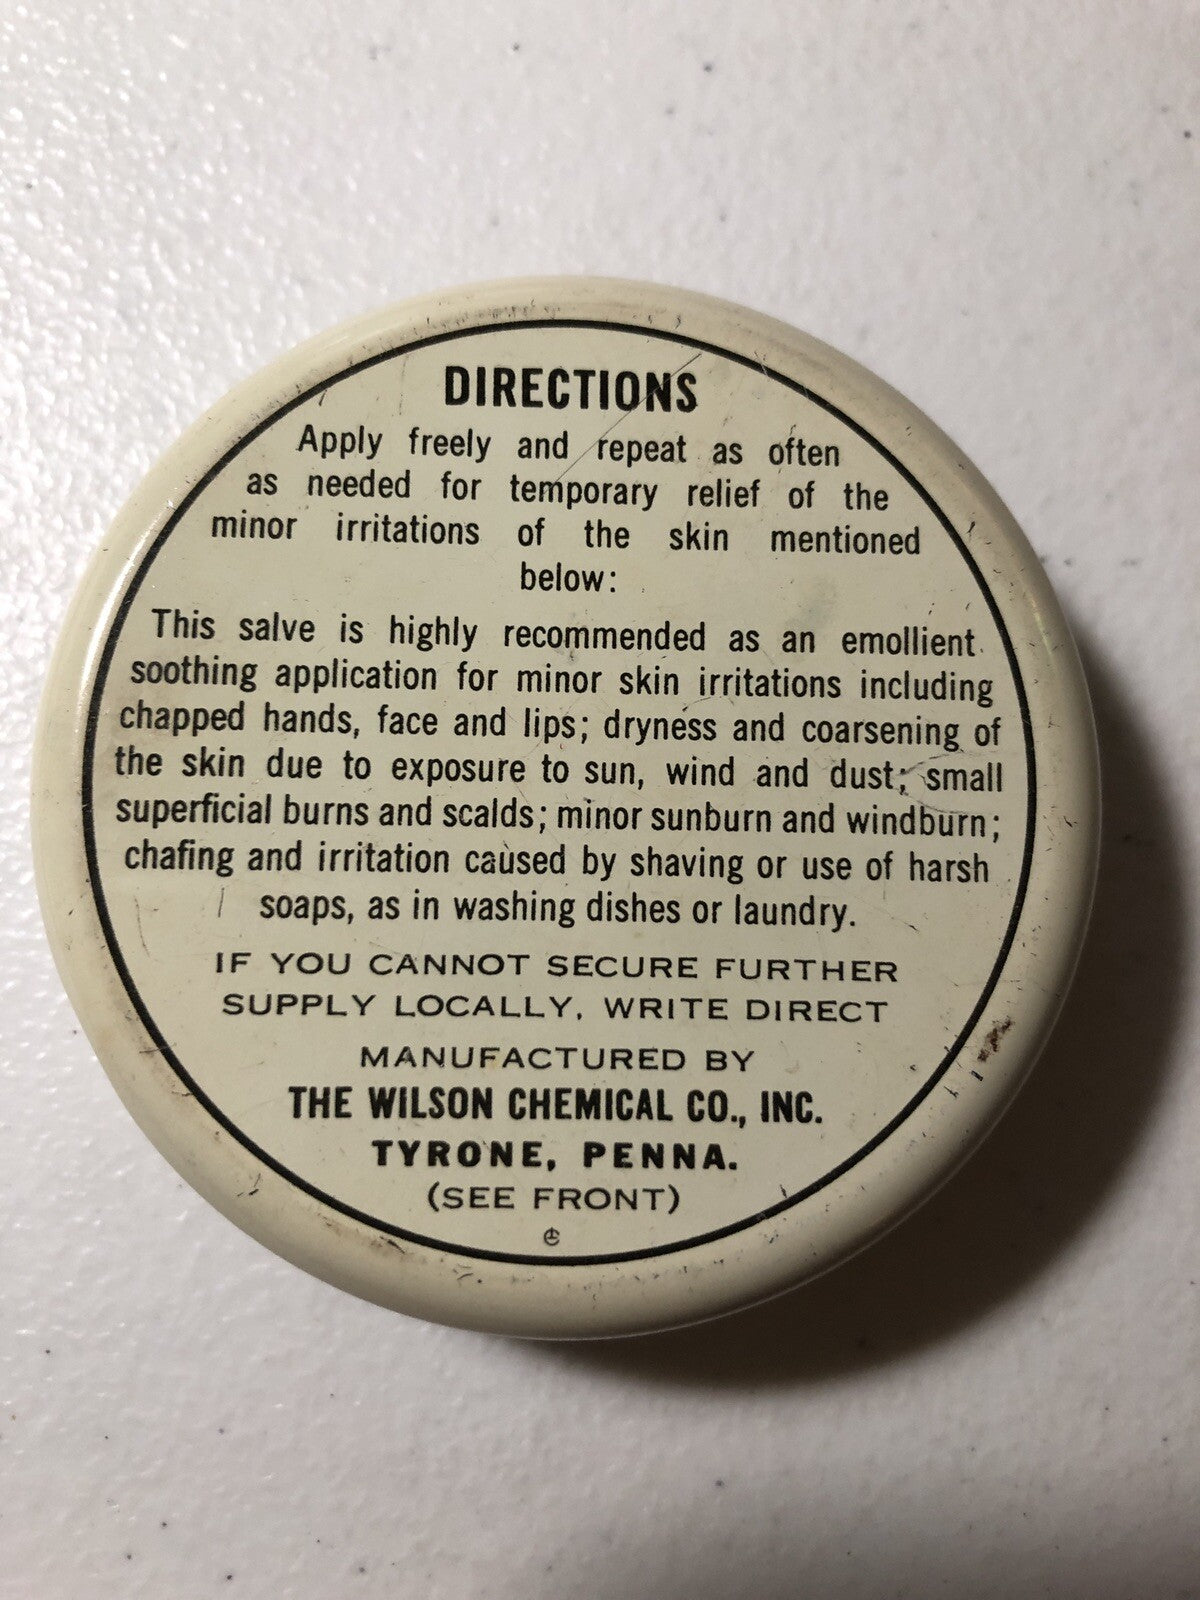 DIRECTIONS
Apply freely and repeat as often
as needed for temporary relief of the
minor irritations of the skin mentioned
below:
This salve is highly recommended as an emollient
soothing application for minor skin irritations including
chapped hands, face and lips; dryness and coarsening of
the skin due to exposure to sun, wind and dust; small
superficial burns and scalds; minor sunburn and windburn;
chafing and irritation caused by shaving or use of harsh
soaps, as in washing dishes or laundry.
IF YOU CANNOT SECURE FURTHER
SUPPLY LOCALLY, WRITE DIRECT
MANUFACTURED BY
THE WILSON CHEMICAL CO., INC.
TYRONE, PENNA.
(SEE FRONT)